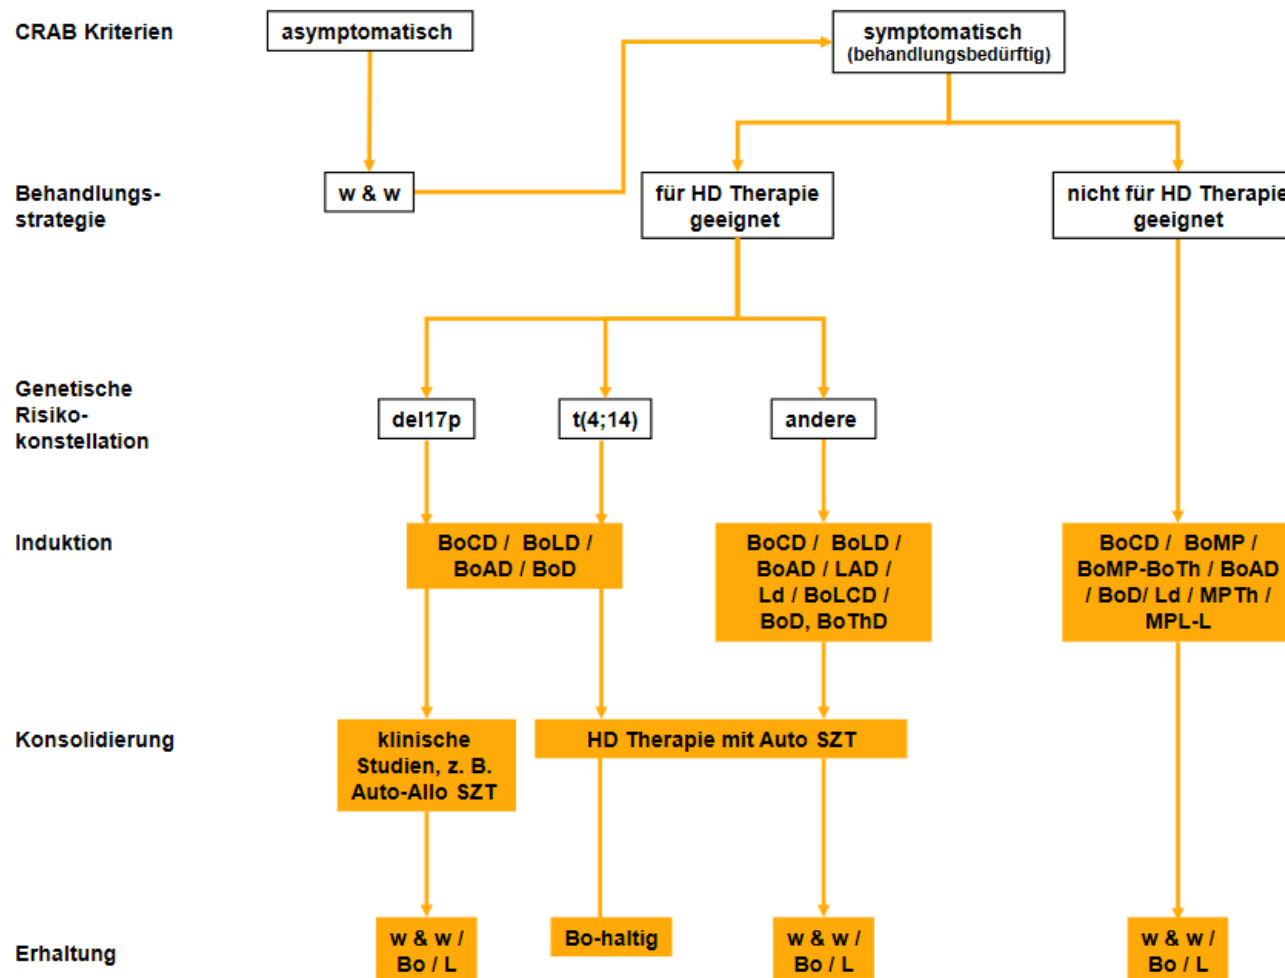 CRAB Kriterien
asymptomatisch
symptomatisch
(behandlungsbedürftig)
Behandlungs-
strategie
w & w
für HD Therapie
geeignet
nicht für HD Therapie
geeignet
Genetische
Risiko-
konstellation
del17p
t(4;14)
andere
Induktion
BoCD / BoLD /
BoAD / BoD
BoCD / BoLD /
BoAD / LAD /
Ld / BoLCD /
BoD, BoThD
BoCD / BoMP /
BoMP-BoTh / BoAD
/ BoD/ Ld / MPTh /
MPL-L
Konsolidierung
klinische
Studien, z. B.
Auto-Allo SZT
HD Therapie mit Auto SZT
Erhaltung
w & w /
Bo / L
Bo-haltig
w & w /
Bo / L
w & w /
Bo / L